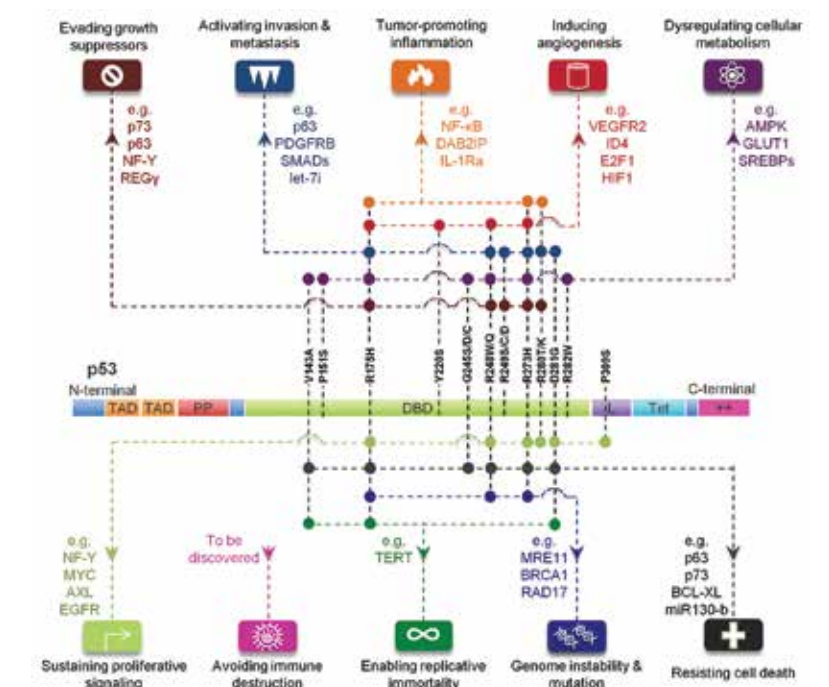 Evading growth
suppressors
Activating invasion &
metastasis
Tumor-promoting
inflammation
Inducing
angiogenesis
Dysregulating cellular
metabolism
e.g.
p73
p63
NF-Y
REGγ
e.g.
p63
PDGFRB
SMADs
let-7i
e.g.
NF-κB
DAB2IP
IL-1Ra
e.g.
VEGFR2
ID4
E2F1
HIF1
e.g.
AMPK
GLUT1
SREBPs
V143A
P151S
R175H
Y220S
G245S/D/C
R248W/Q
R249S/C/D
R273H
R280T/K
D281G
R282W
P309S
p53
N-terminal
C-terminal
TAD TAD PP DBD L Tet ++
e.g.
NF-Y
MYC
AXL
EGFR
To be
discovered
e.g.
TERT
e.g.
MRE11
BRCA1
RAD17
e.g.
p63
p73
BCL-XL
miR130-b
Sustaining proliferative
signaling
Avoiding immune
destruction
Enabling replicative
immortality
Genome instability &
mutation
Resisting cell death